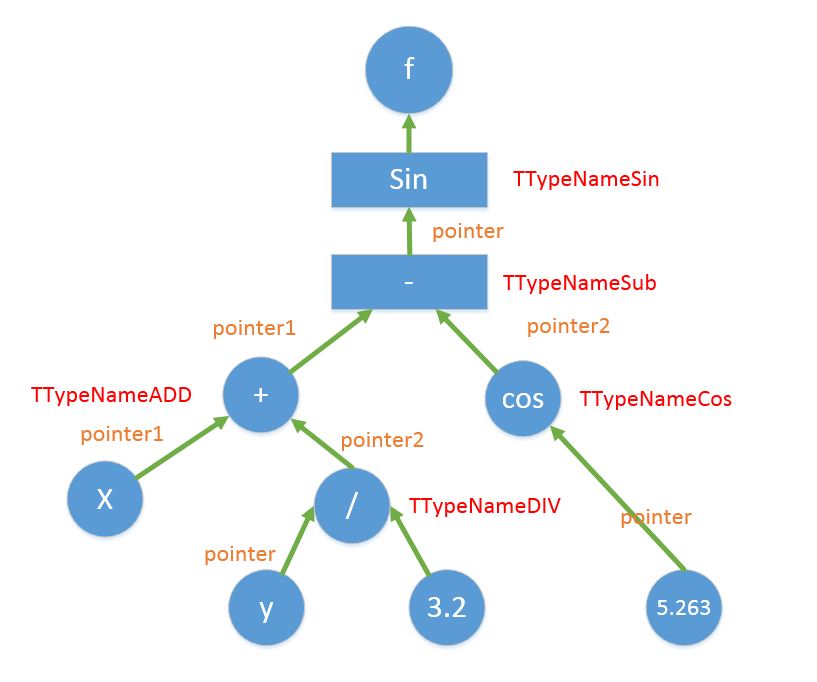 f
Sin
TTypeNameSin
pointer
-
TTypeNameSub
pointer1
pointer2
TTypeNameADD
+
cos
TTypeNameCos
pointer1
pointer2
X
/
TTypeNameDIV
pointer
pointer
y
3.2
5.263